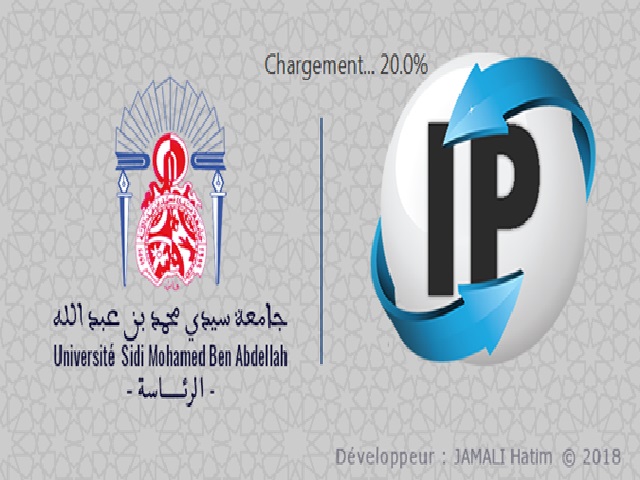 Chargement... 20.0%
IP
جامعة سيدي محمد بن عبد الله
Université Sidi Mohamed Ben Abdellah
- الرئـــاسة -
Développeur : JAMALI Hatim © 2018